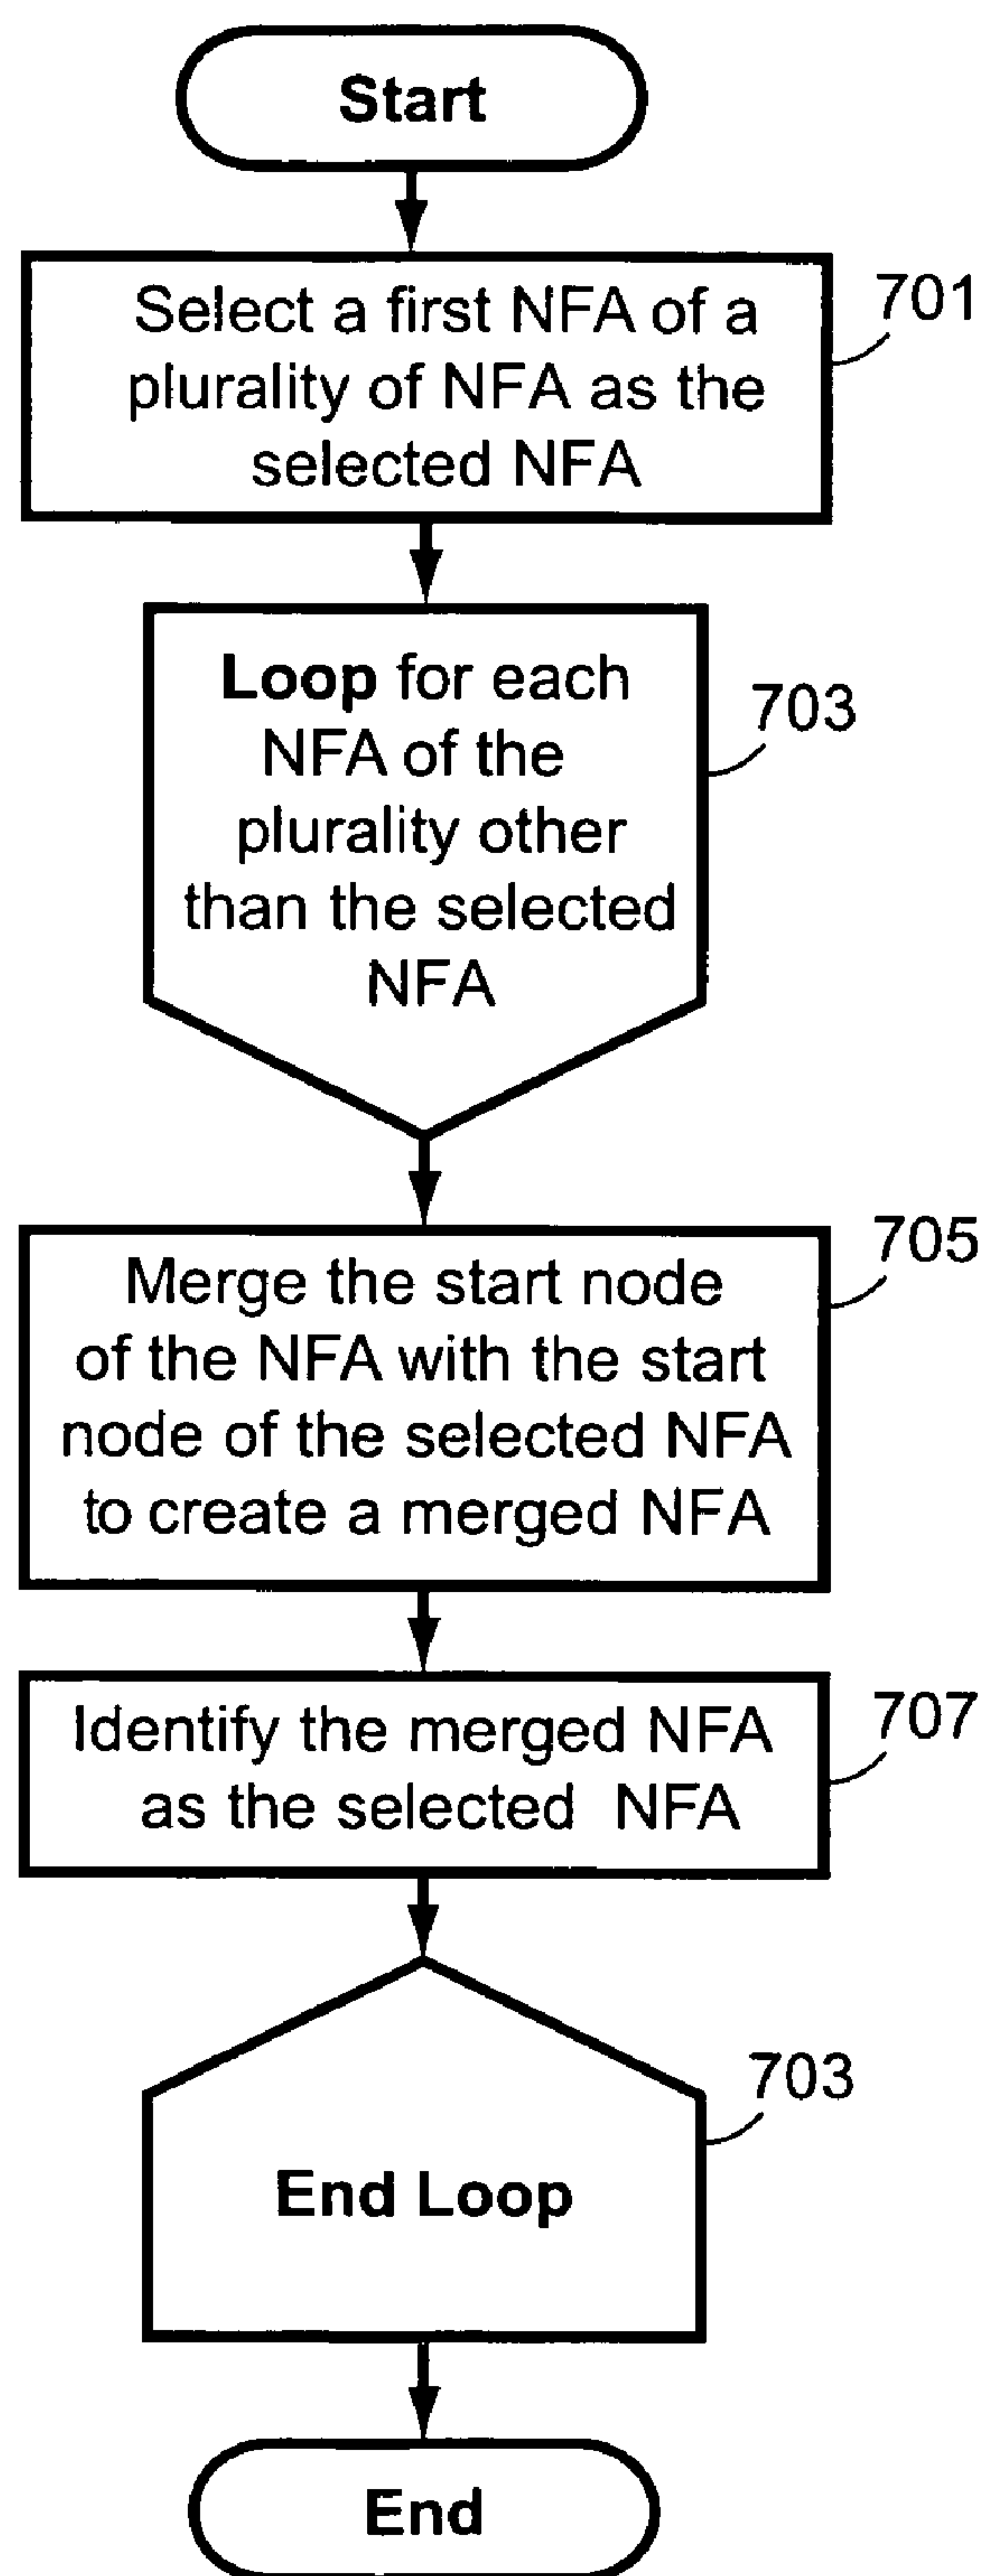 Start
Select a first NFA of a
plurality of NFA as the
selected NFA
701
Loop for each
NFA of the
plurality other
than the selected
NFA
703
Merge the start node
of the NFA with the start
node of the selected NFA
to create a merged NFA
705
Identify the merged NFA
as the selected NFA
707
End Loop
703
End